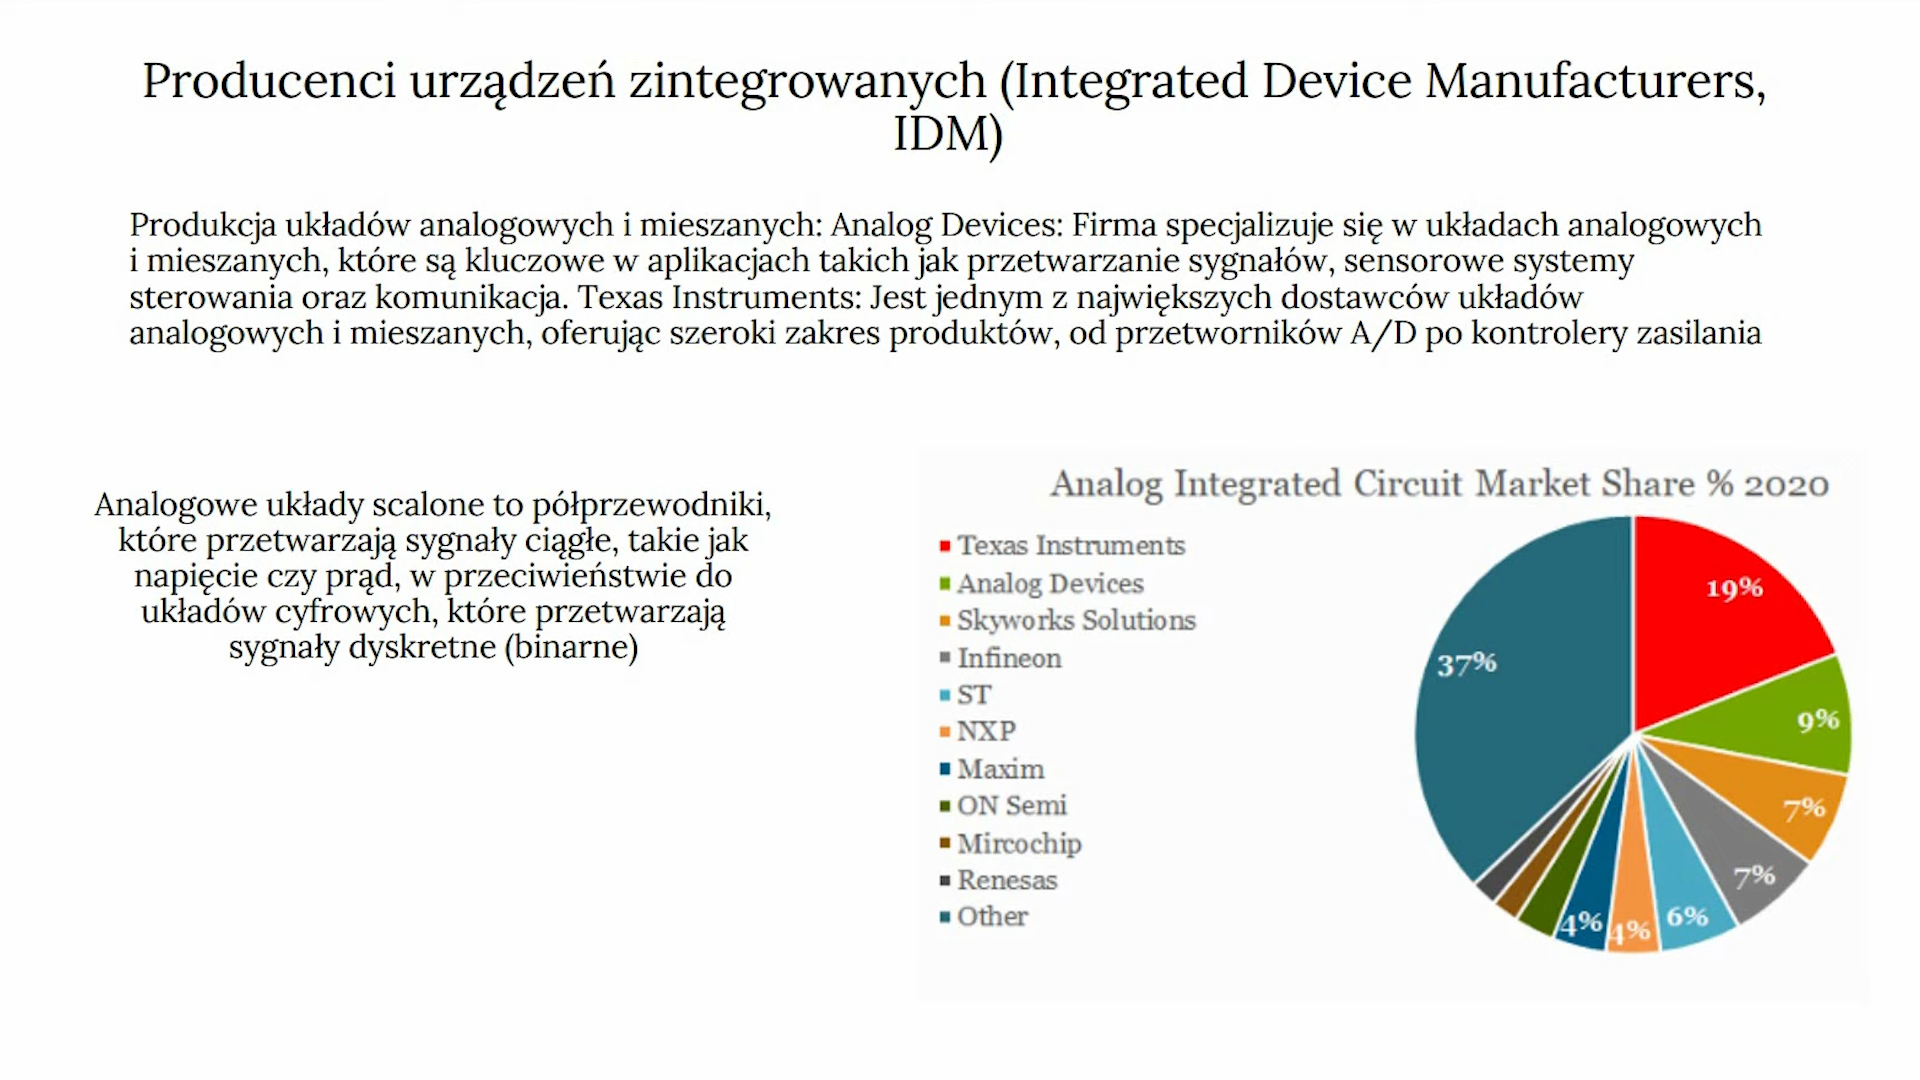 Producenci urządzeń zintegrowanych (Integrated Device Manufacturers,
IDM)
Produkcja układów analogowych i mieszanych: Analog Devices: Firma specjalizuje się w układach analogowych
i mieszanych, które są kluczowe w aplikacjach takich jak przetwarzanie sygnałów, sensorowe systemy
sterowania oraz komunikacja. Texas Instruments: Jest jednym z największych dostawców układów
analogowych i mieszanych, oferując szeroki zakres produktów, od przetworników A/D po kontrolery zasilania
Analogowe układy scalone to półprzewodniki,
które przetwarzają sygnały ciągłe, takie jak
napięcie czy prąd, w przeciwieństwie do
układów cyfrowych, które przetwarzają
sygnały dyskretne (binarne)
Analog Integrated Circuit Market Share % 2020
Texas Instruments
Analog Devices
Skyworks Solutions
Infineon
ST
NXP
Maxim
ON Semi
Mircochip
Renesas
Other
19%
9%
7%
7%
6%
4%
4%
37%